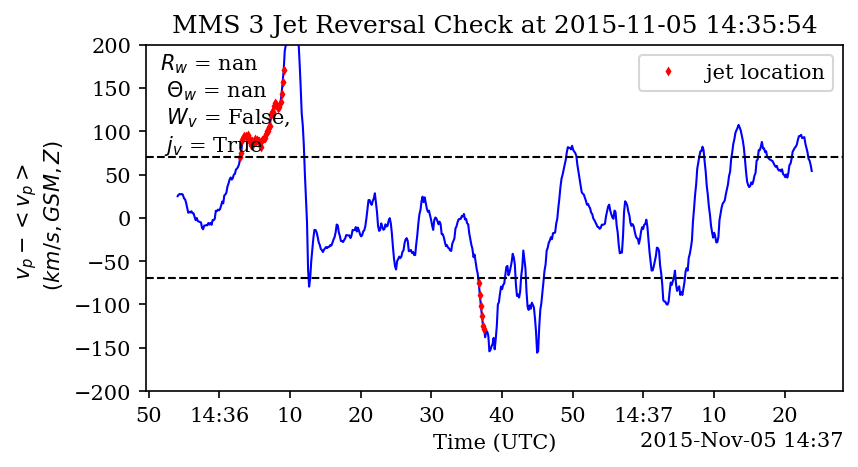 MMS 3 Jet Reversal Check at 2015-11-05 14:35:54
R_w = nan
Θ_w = nan
W_v = False,
j_v = True
jet location
v_p − < v_p >
(km/s, GSM, Z)
200
150
100
50
0
−50
−100
−150
−200
50 14:36 10 20 30 40 50 14:37 10 20
Time (UTC)
2015-Nov-05 14:37